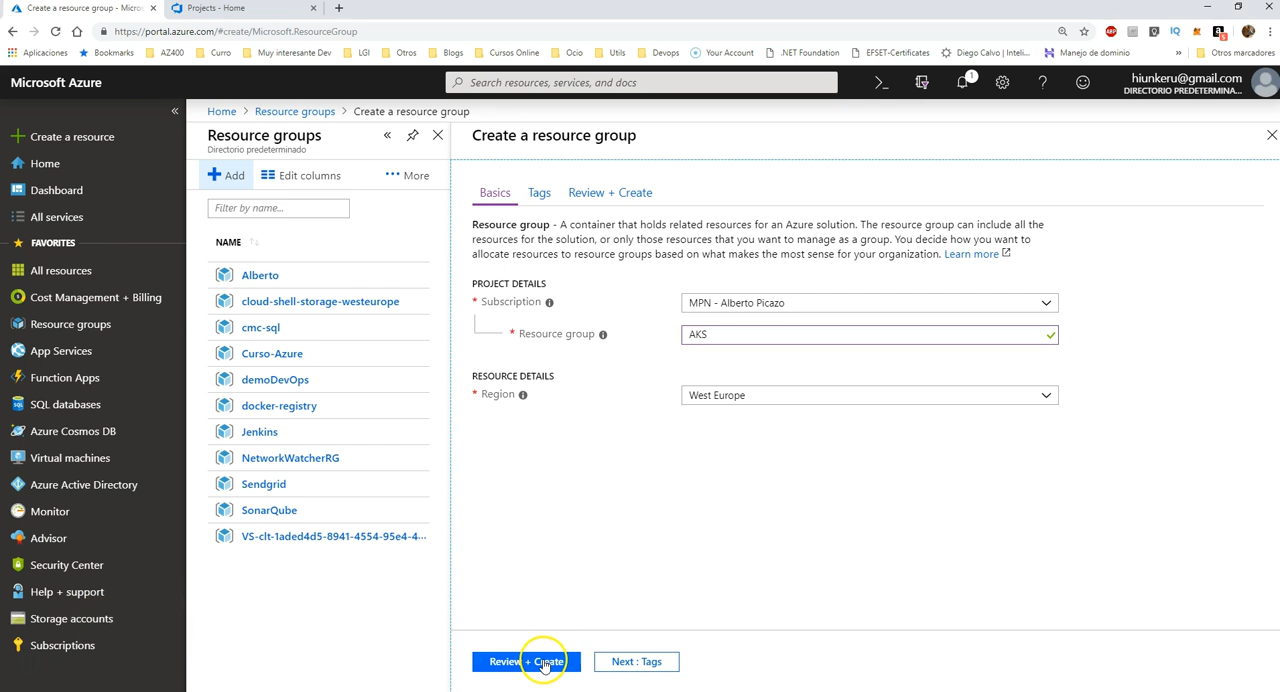 Create a resource group - Micros
Projects - Home
https://portal.azure.com/#create/Microsoft.ResourceGroup
Aplicaciones
Bookmarks
AZ400
Curro
Muy interesante Dev
LGI
Otros
Blogs
Cursos Online
Ocio
Utils
Devops
Your Account
.NET Foundation
EFSET-Certificates
Diego Calvo | Inteli...
Manejo de dominio
»
Otros marcadores
Microsoft Azure
Search resources, services, and docs
1
hiunkeru@gmail.com
DIRECTORIO PREDETERMINA...
Home > Resource groups > Create a resource group
Create a resource
Home
Dashboard
All services
FAVORITES
All resources
Cost Management + Billing
Resource groups
App Services
Function Apps
SQL databases
Azure Cosmos DB
Virtual machines
Azure Active Directory
Monitor
Advisor
Security Center
Help + support
Storage accounts
Subscriptions
Resource groups
Directorio predeterminado
Add
Edit columns
More
Filter by name...
NAME
Alberto
cloud-shell-storage-westeurope
cmc-sql
Curso-Azure
demoDevOps
docker-registry
Jenkins
NetworkWatcherRG
Sendgrid
SonarQube
VS-clt-1aded4d5-8941-4554-95e4-4...
Create a resource group
Basics Tags Review + Create
Resource group - A container that holds related resources for an Azure solution. The resource group can include all the
resources for the solution, or only those resources that you want to manage as a group. You decide how you want to
allocate resources to resource groups based on what makes the most sense for your organization. Learn more
PROJECT DETAILS
* Subscription
MPN - Alberto Picazo
* Resource group
AKS
RESOURCE DETAILS
* Region
West Europe
Review + Create
Next : Tags